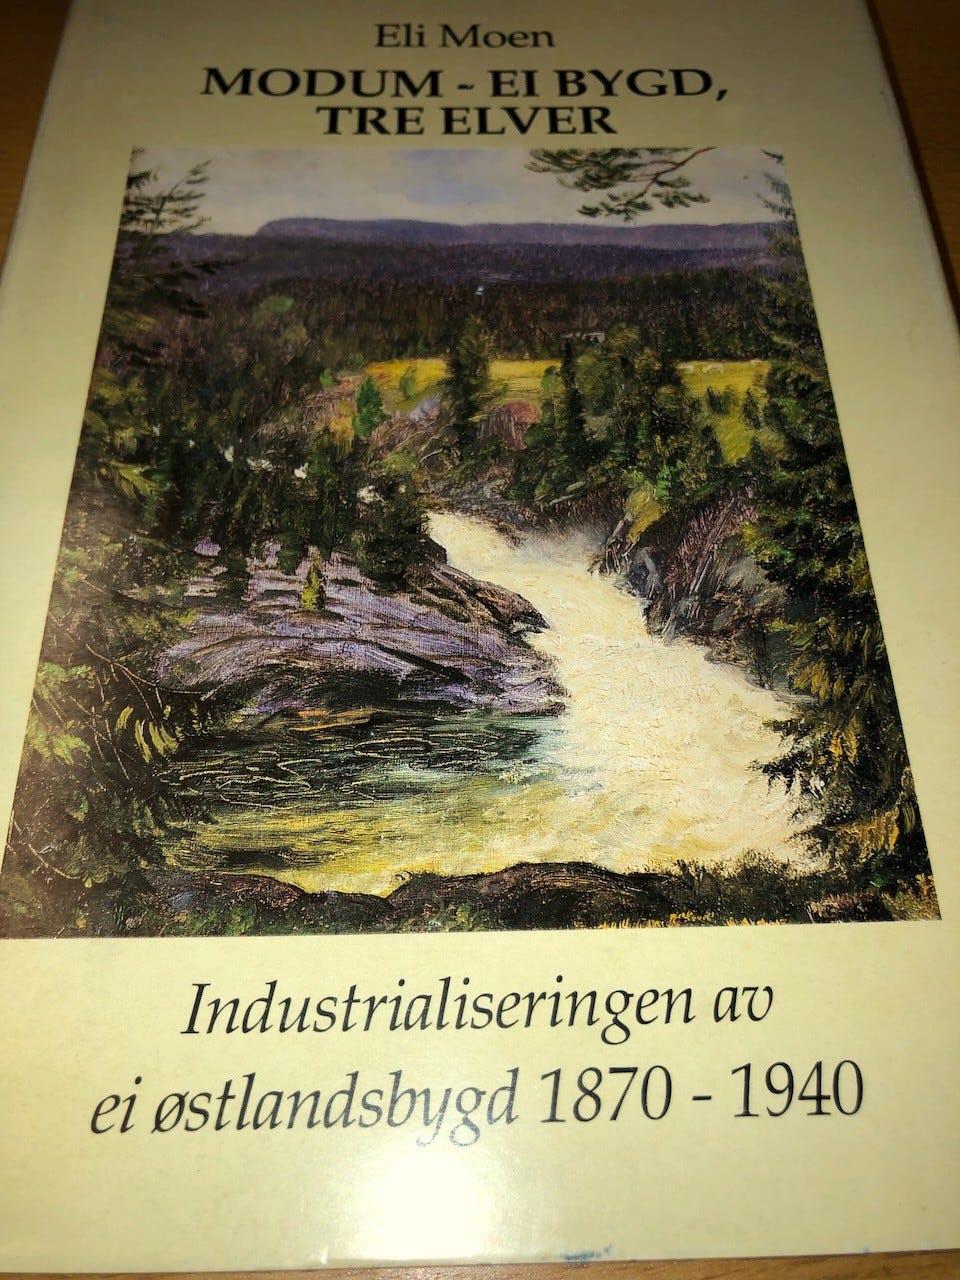 Eli Moen
MODUM - EI BYGD,
TRE ELVER
Industrialiseringen av
ei østlandsbygd 1870 - 1940